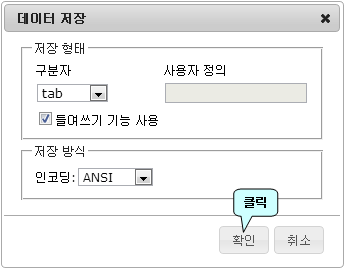 데이터 저장
저장 형태
구분자 사용자 정의
tab
들여쓰기 기능 사용
저장 방식
인코딩: ANSI
클릭
확인 취소